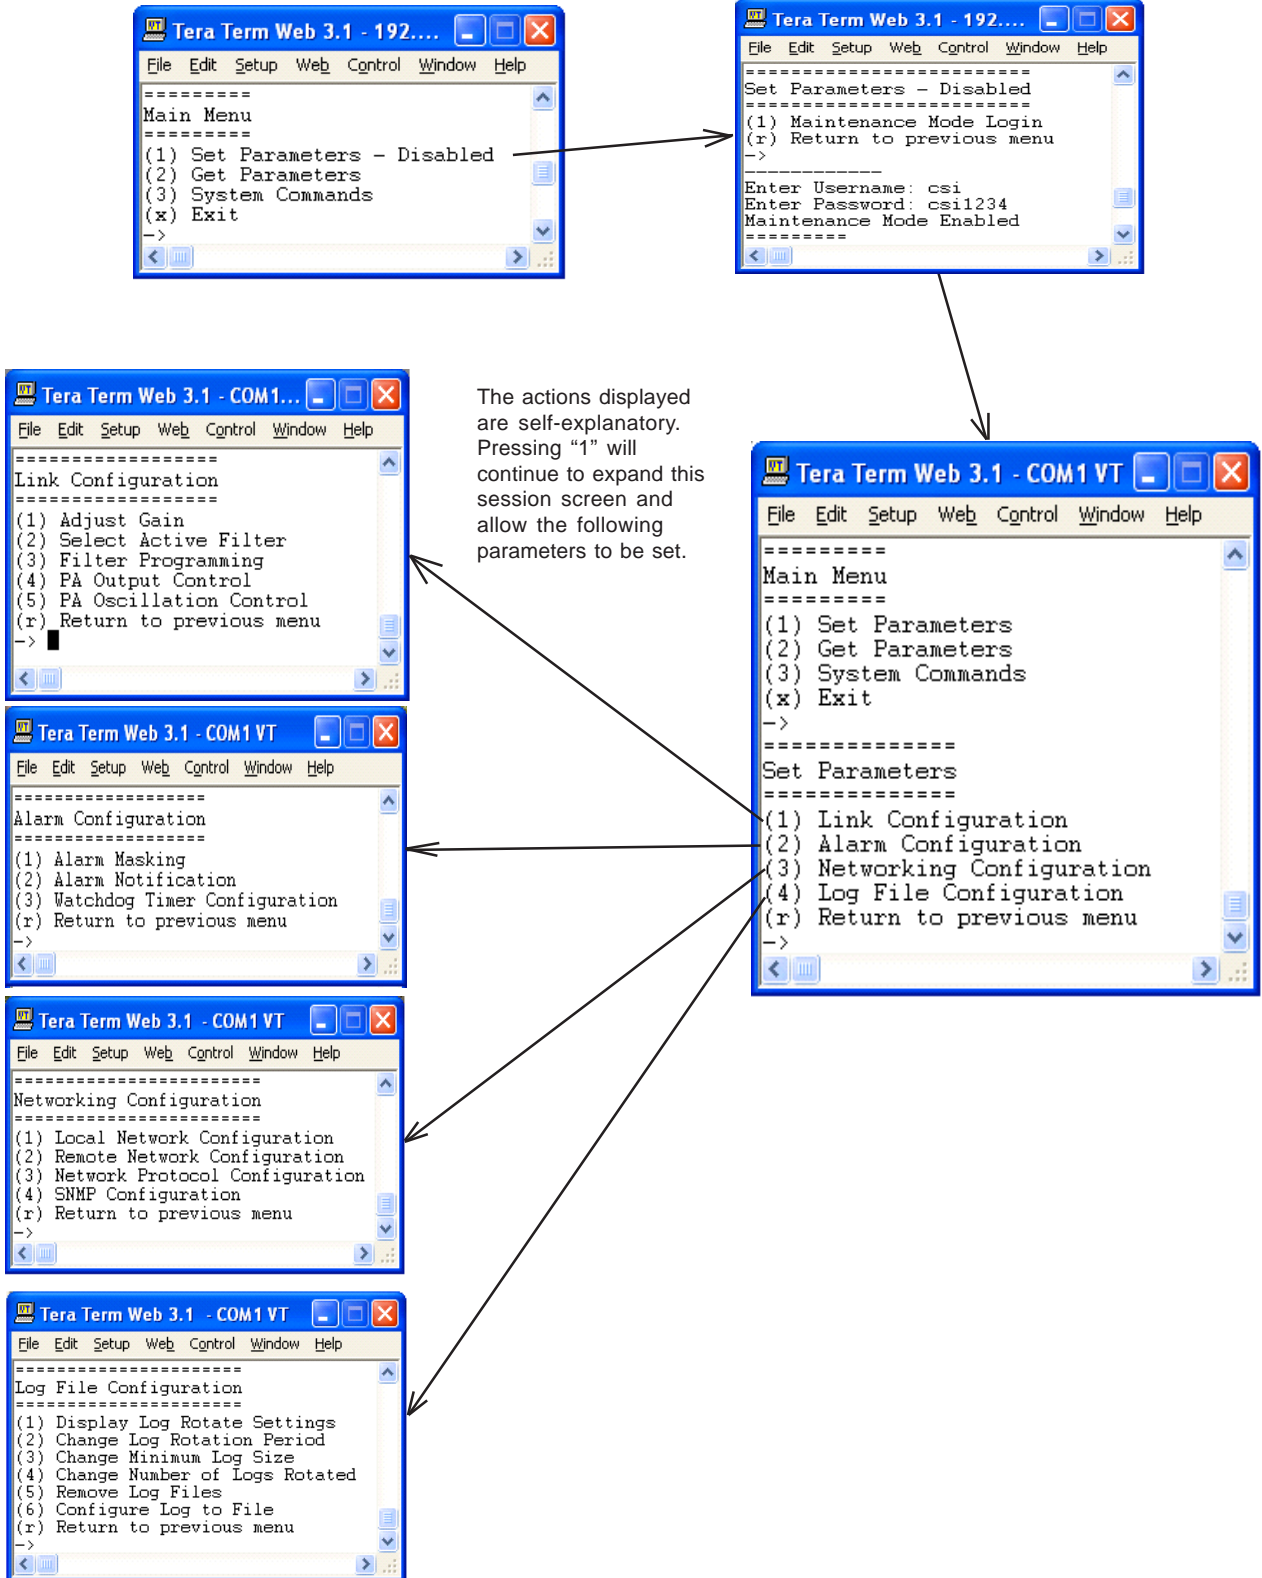 Tera Term Web 3.1 - 192....
File Edit Setup Web Control Window Help
=========
Main Menu
=========
(1) Set Parameters - Disabled
(2) Get Parameters
(3) System Commands
(x) Exit
->
Tera Term Web 3.1 - 192....
File Edit Setup Web Control Window Help
=========================
Set Parameters - Disabled
=========================
(1) Maintenance Mode Login
(r) Return to previous menu
->
------------
Enter Username: csi
Enter Password: csi1234
Maintenance Mode Enabled
=========
Tera Term Web 3.1 - COM1...
File Edit Setup Web Control Window Help
==================
Link Configuration
==================
(1) Adjust Gain
(2) Select Active Filter
(3) Filter Programming
(4) PA Output Control
(5) PA Oscillation Control
(r) Return to previous menu
->
The actions displayed
are self-explanatory.
Pressing “1” will
continue to expand this
session screen and
allow the following
parameters to be set.
Tera Term Web 3.1 - COM1 VT
File Edit Setup Web Control Window Help
=========
Main Menu
=========
(1) Set Parameters
(2) Get Parameters
(3) System Commands
(x) Exit
->
==============
Set Parameters
==============
(1) Link Configuration
(2) Alarm Configuration
(3) Networking Configuration
(4) Log File Configuration
(r) Return to previous menu
->
Tera Term Web 3.1 - COM1 VT
File Edit Setup Web Control Window Help
===================
Alarm Configuration
===================
(1) Alarm Masking
(2) Alarm Notification
(3) Watchdog Timer Configuration
(r) Return to previous menu
->
Tera Term Web 3.1 - COM1 VT
File Edit Setup Web Control Window Help
========================
Networking Configuration
========================
(1) Local Network Configuration
(2) Remote Network Configuration
(3) Network Protocol Configuration
(4) SNMP Configuration
(r) Return to previous menu
->
Tera Term Web 3.1 - COM1 VT
File Edit Setup Web Control Window Help
======================
Log File Configuration
======================
(1) Display Log Rotate Settings
(2) Change Log Rotation Period
(3) Change Minimum Log Size
(4) Change Number of Logs Rotated
(5) Remove Log Files
(6) Configure Log to File
(r) Return to previous menu
->